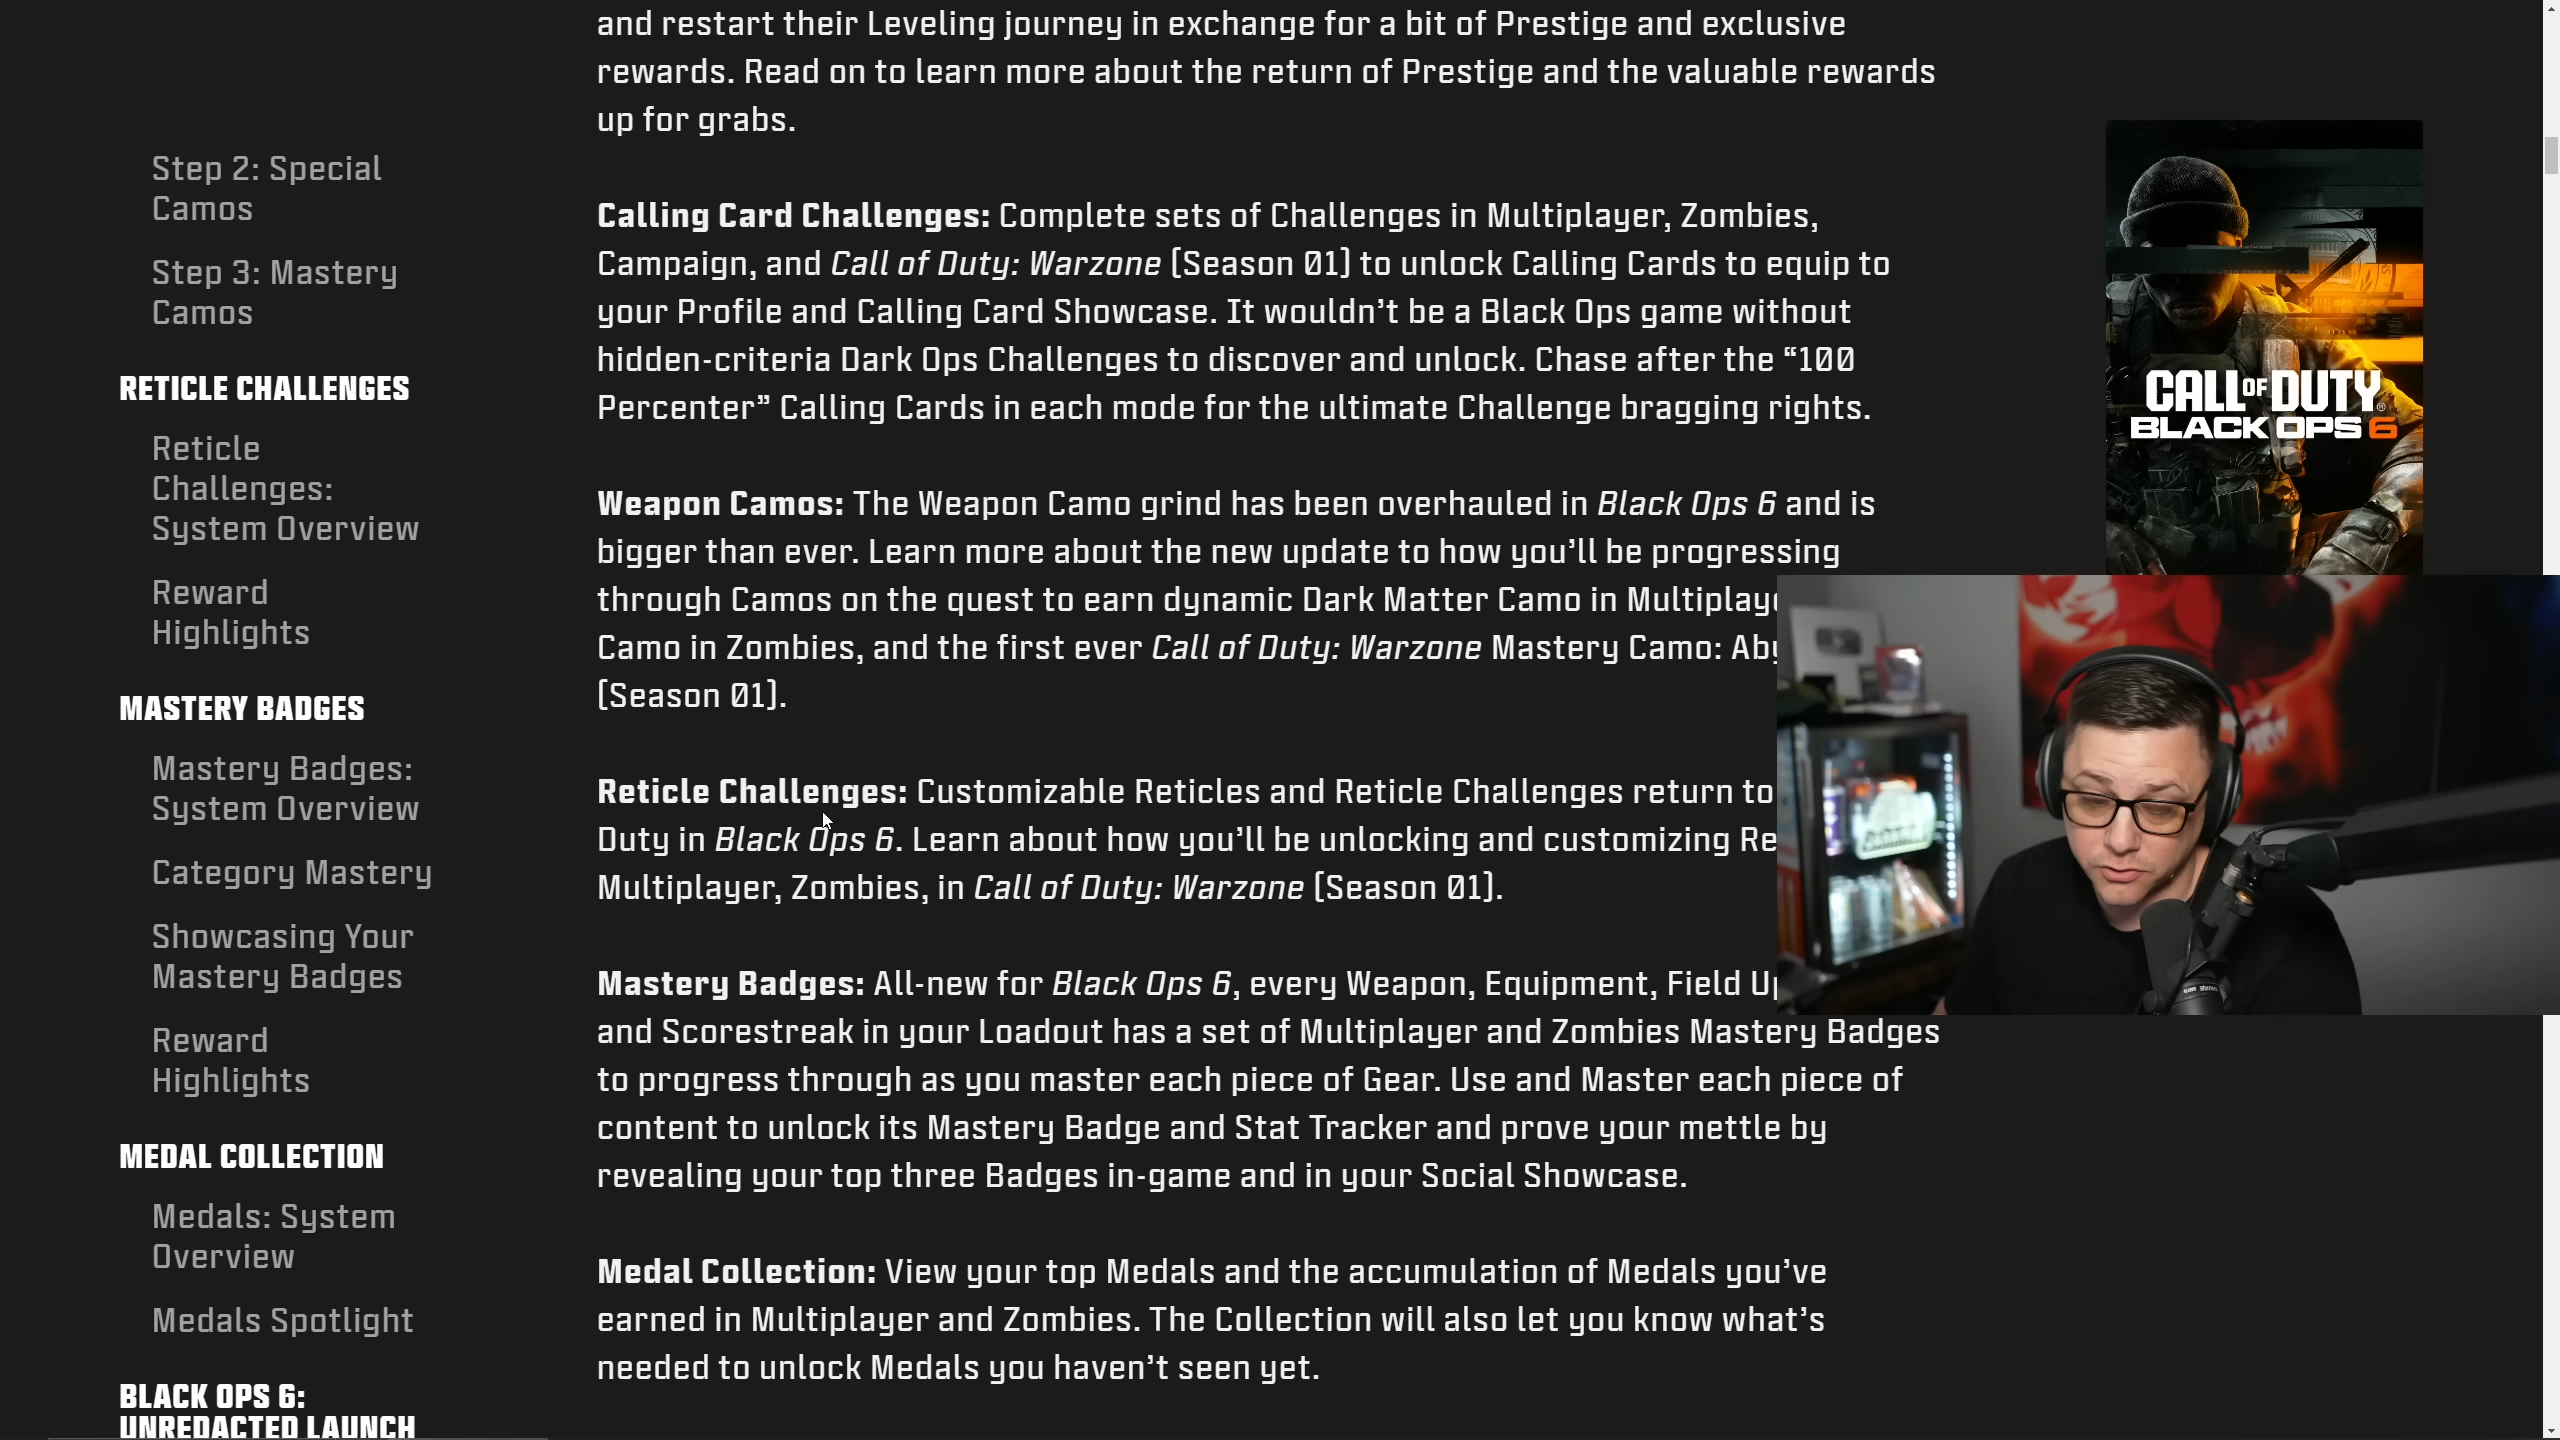 and restart their Leveling journey in exchange for a bit of Prestige and exclusive
rewards. Read on to learn more about the return of Prestige and the valuable rewards
up for grabs.
Step 2: Special
Camos
Step 3: Mastery
Camos
RETICLE CHALLENGES
Reticle
Challenges:
System Overview
Reward
Highlights
MASTERY BADGES
Mastery Badges:
System Overview
Category Mastery
Showcasing Your
Mastery Badges
Reward
Highlights
MEDAL COLLECTION
Medals: System
Overview
Medals Spotlight
BLACK OPS 6:
UNREDACTED LAUNCH
Calling Card Challenges: Complete sets of Challenges in Multiplayer, Zombies,
Campaign, and Call of Duty: Warzone (Season 01) to unlock Calling Cards to equip to
your Profile and Calling Card Showcase. It wouldn’t be a Black Ops game without
hidden-criteria Dark Ops Challenges to discover and unlock. Chase after the “100
Percenter” Calling Cards in each mode for the ultimate Challenge bragging rights.
Weapon Camos: The Weapon Camo grind has been overhauled in Black Ops 6 and is
bigger than ever. Learn more about the new update to how you’ll be progressing
through Camos on the quest to earn dynamic Dark Matter Camo in
Camo in Zombies, and the first ever Call of Duty: Warzone Mastery Camo:
(Season 01).
Reticle Challenges: Customizable Reticles and Reticle Challenges return to
Duty in Black Ops 6. Learn about how you’ll be unlocking and customizing
Multiplayer, Zombies, in Call of Duty: Warzone (Season 01).
Mastery Badges: All-new for Black Ops 6, every Weapon, Equipment, Field
and Scorestreak in your Loadout has a set of Multiplayer and Zombies Mastery Badges
to progress through as you master each piece of Gear. Use and Master each piece of
content to unlock its Mastery Badge and Stat Tracker and prove your mettle by
revealing your top three Badges in-game and in your Social Showcase.
Medal Collection: View your top Medals and the accumulation of Medals you’ve
earned in Multiplayer and Zombies. The Collection will also let you know what’s
needed to unlock Medals you haven’t seen yet.
CALL OF DUTY®
BLACK OPS 6